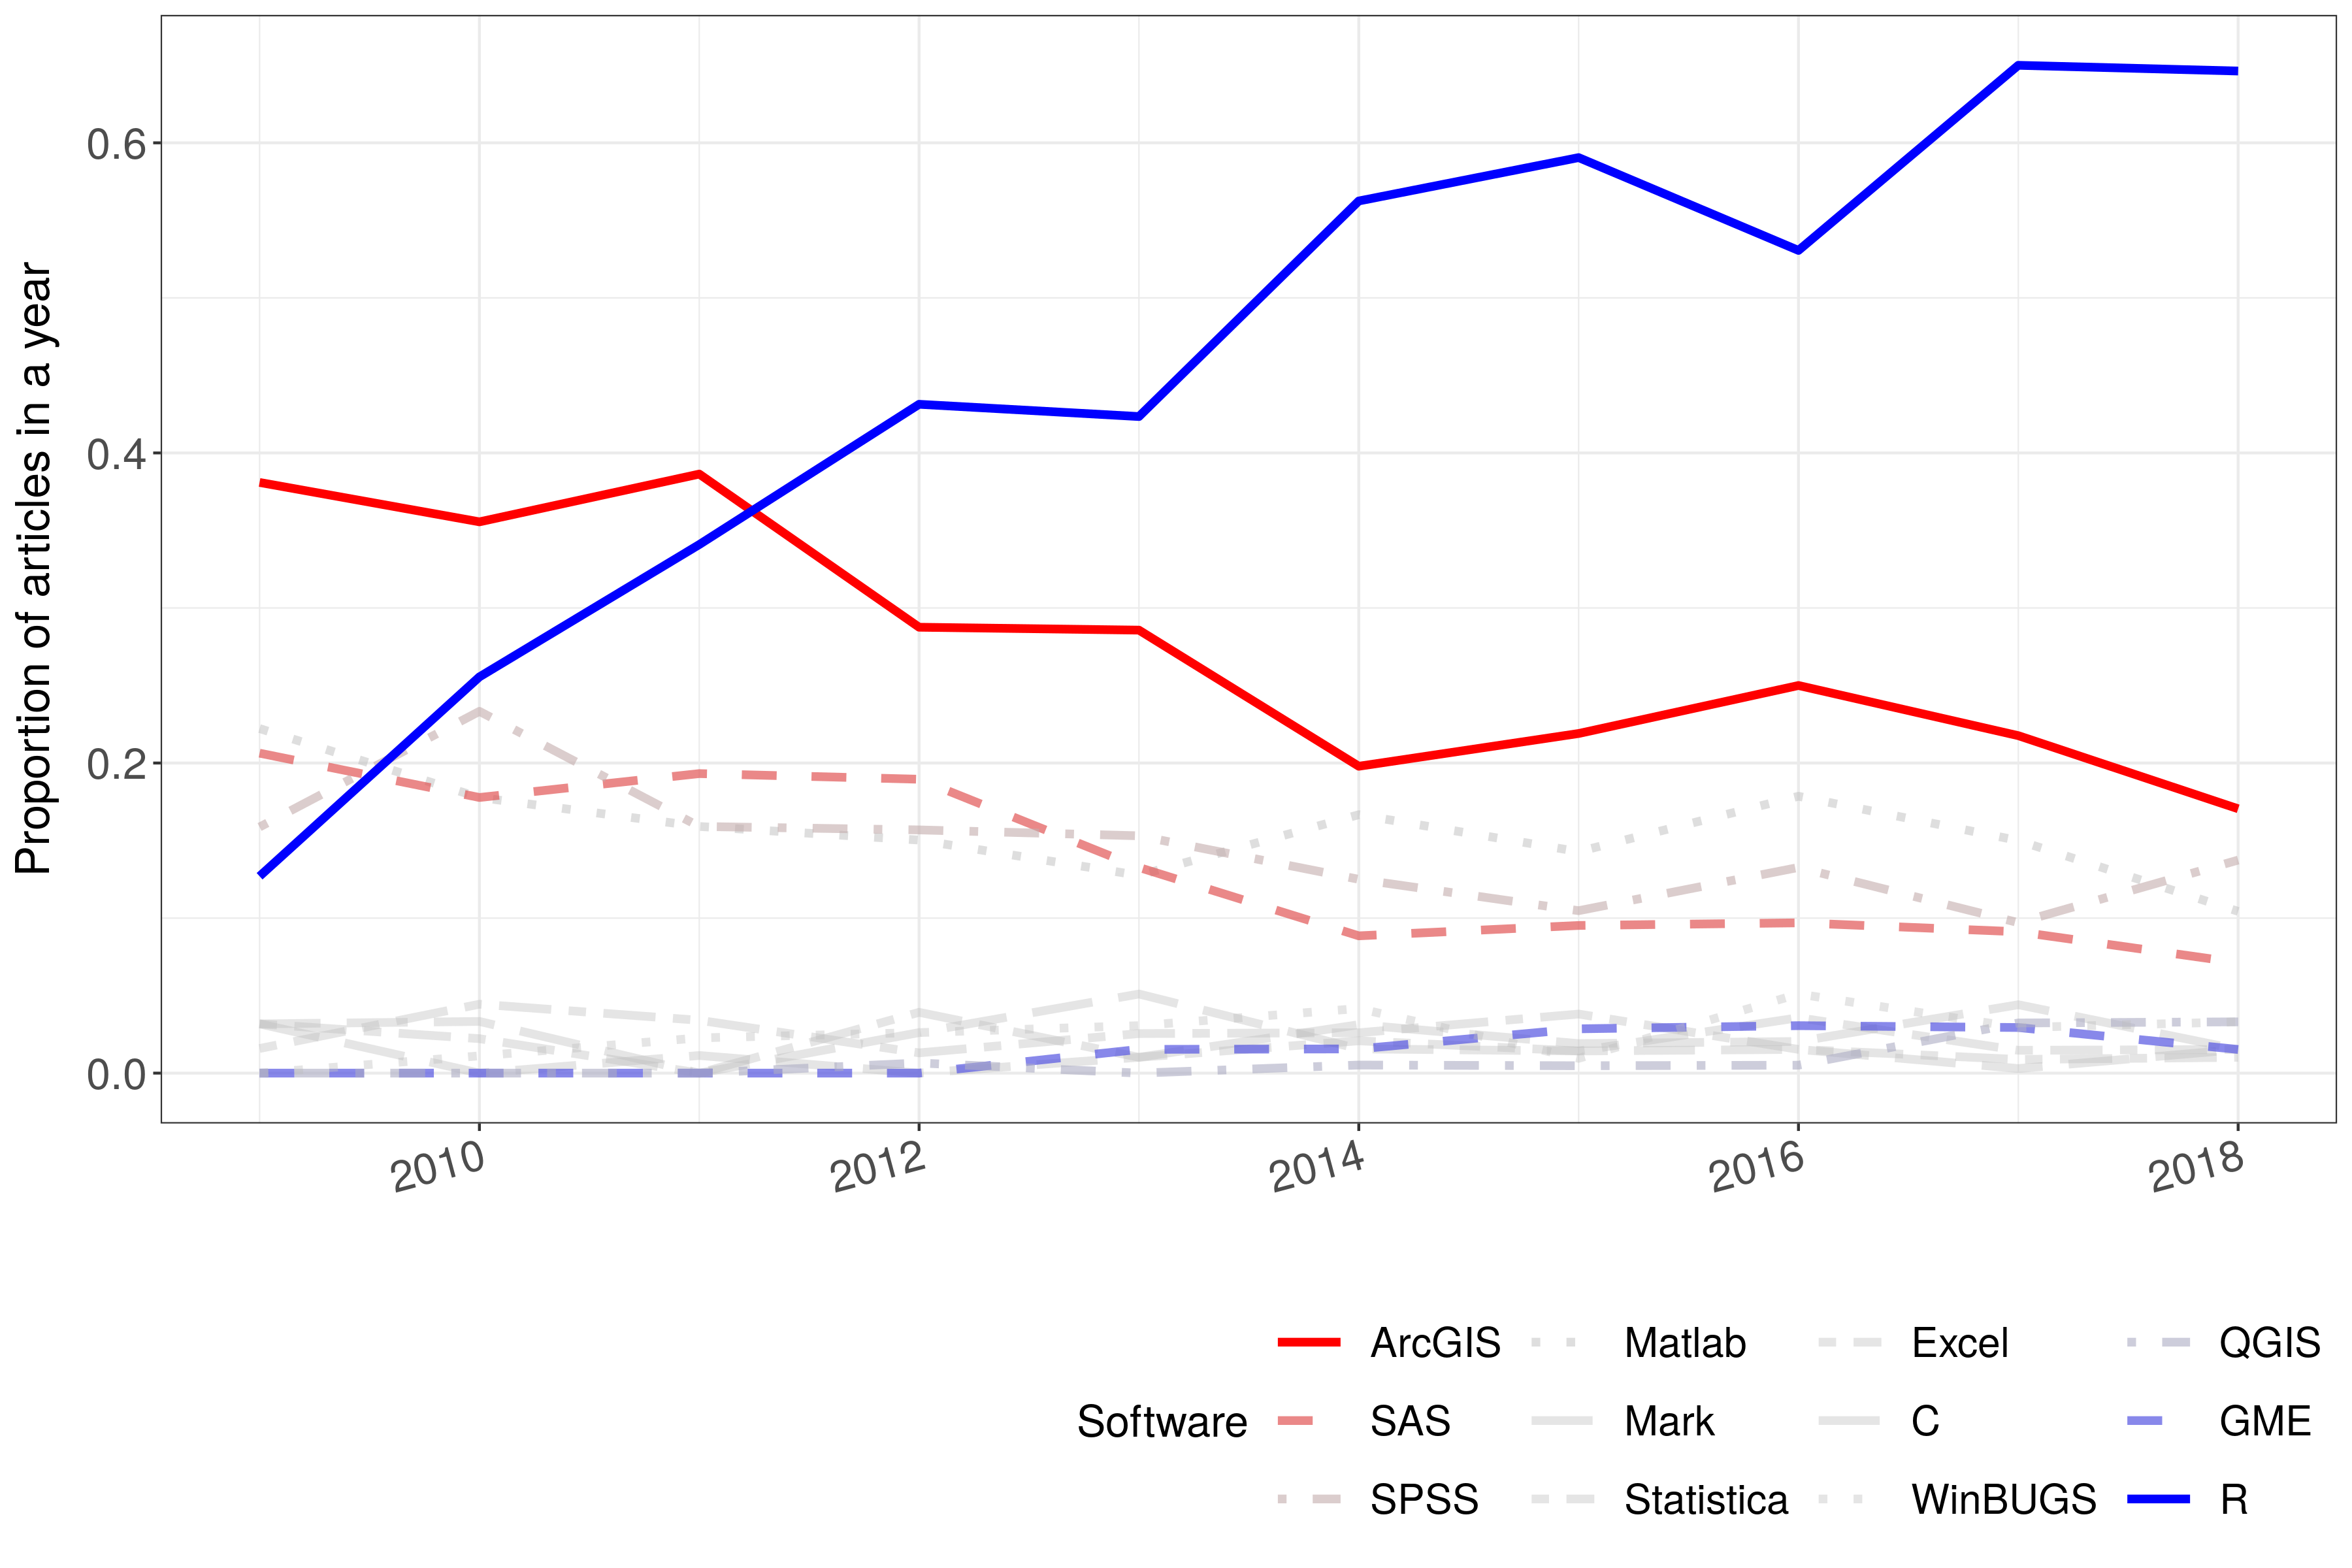 Proportion of articles in a year
0.6
0.4
0.2
0.0
2010 2012 2014 2016 2018
Software
ArcGIS Matlab Excel QGIS
SAS Mark C GME
SPSS Statistica WinBUGS R